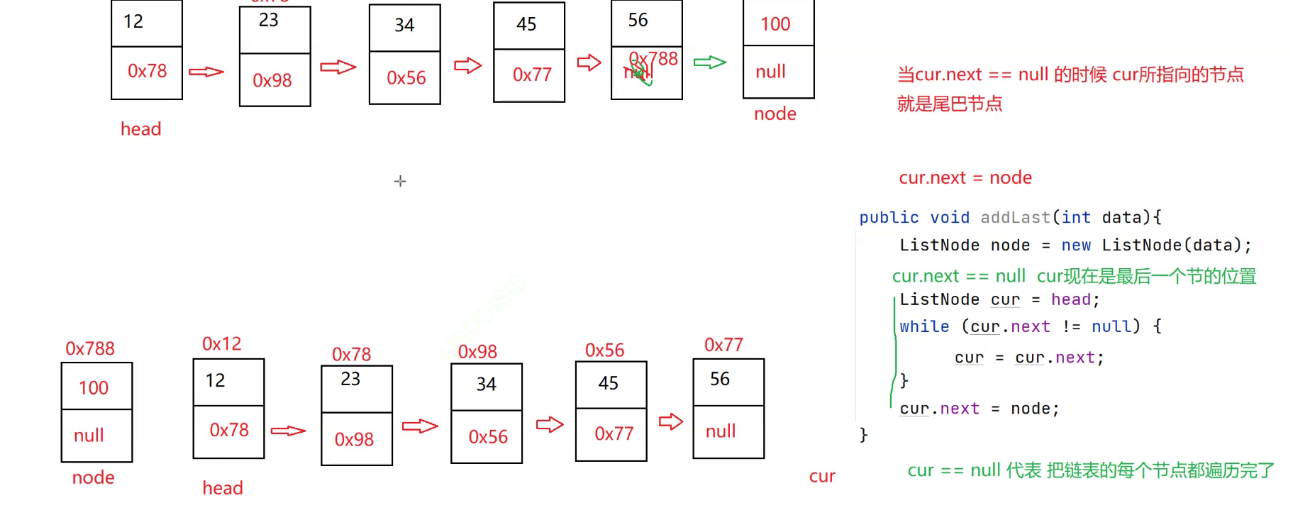 12
23
34
45
56
100
0x78
0x98
0x56
0x77
0x788
null
null
head
node
当cur.next == null 的时候 cur所指向的节点
就是尾巴节点
cur.next = node
public void addLast(int data){
ListNode node = new ListNode(data);
cur.next == null cur现在是最后一个节的位置
ListNode cur = head;
while (cur.next != null) {
cur = cur.next;
}
cur.next = node;
}
cur == null 代表 把链表的每个节点都遍历完了
0x788
0x12
0x78
0x98
0x56
0x77
100
12
23
34
45
56
null
0x78
0x98
0x56
0x77
null
node
head
cur